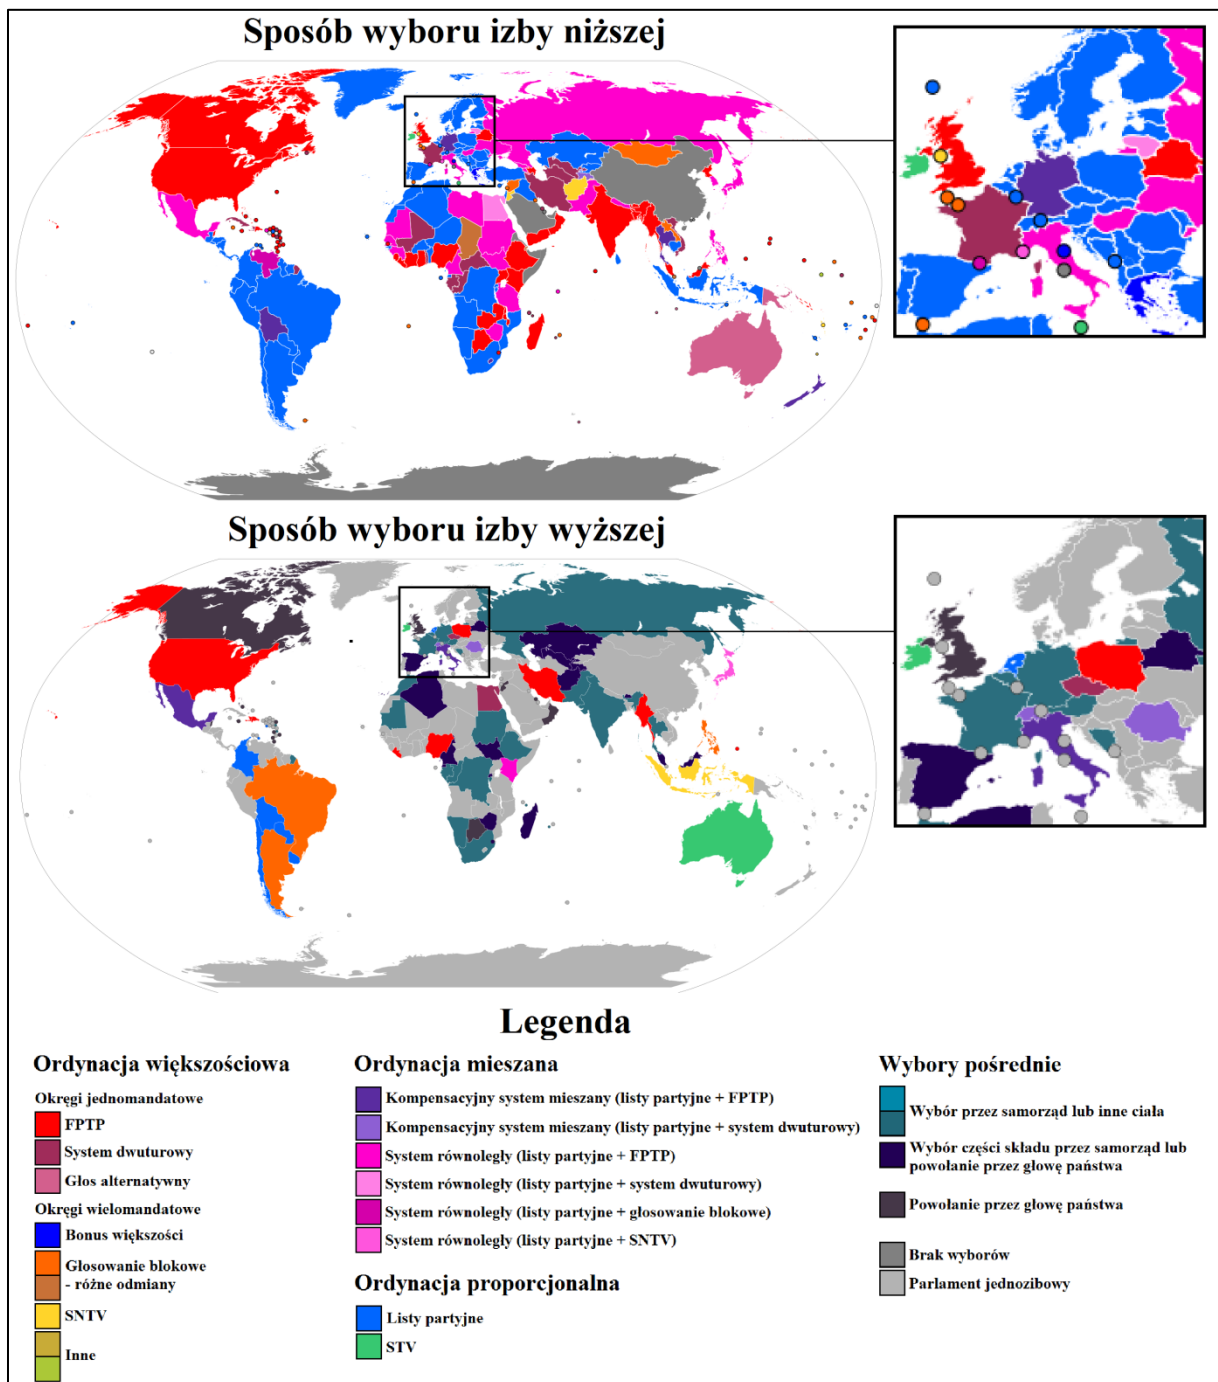 Sposób wyboru izby niższej
Sposób wyboru izby wyższej
Legenda
Ordynacja większościowa
Okręgi jednomandatowe
FPTP
System dwuturowy
Głos alternatywny
Okręgi wielomandatowe
Bonus większości
Głosowanie blokowe
- różne odmiany
SNTV
Inne
Ordynacja mieszana
Kompensacyjny system mieszany (listy partyjne + FPTP)
Kompensacyjny system mieszany (listy partyjne + system dwuturowy)
System równoległy (listy partyjne + FPTP)
System równoległy (listy partyjne + system dwuturowy)
System równoległy (listy partyjne + głosowanie blokowe)
System równoległy (listy partyjne + SNTV)
Ordynacja proporcjonalna
Listy partyjne
STV
Wybory pośrednie
Wybór przez samorząd lub inne ciała
Wybór części składu przez samorząd lub
powołanie przez głowę państwa
Powołanie przez głowę państwa
Brak wyborów
Parlament jednozibowy